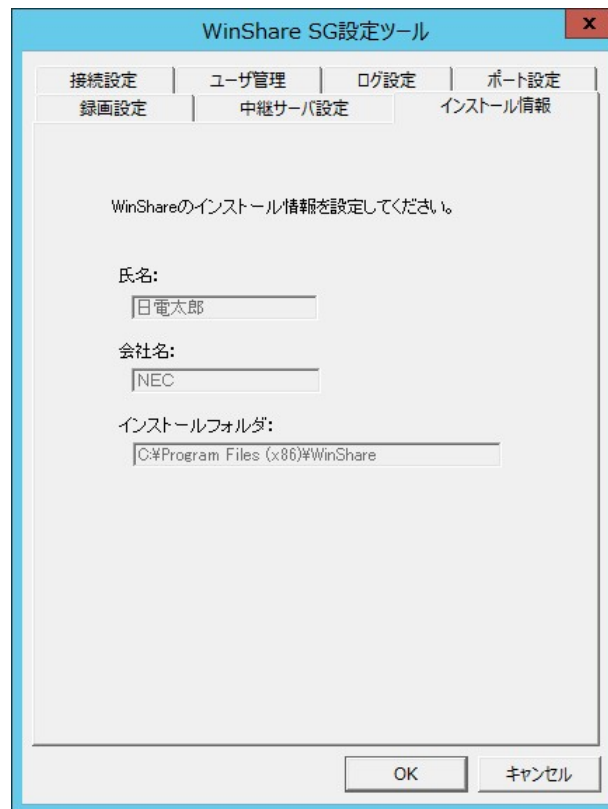 WinShare SG設定ツール
x
接続設定 ユーザ管理 ログ設定 ポート設定
録画設定 中継サーバ設定 インストール情報
WinShareのインストール情報を設定してください。
氏名:
日電太郎
会社名:
NEC
インストールフォルダ:
C:¥Program Files (x86)¥WinShare
OK キャンセル